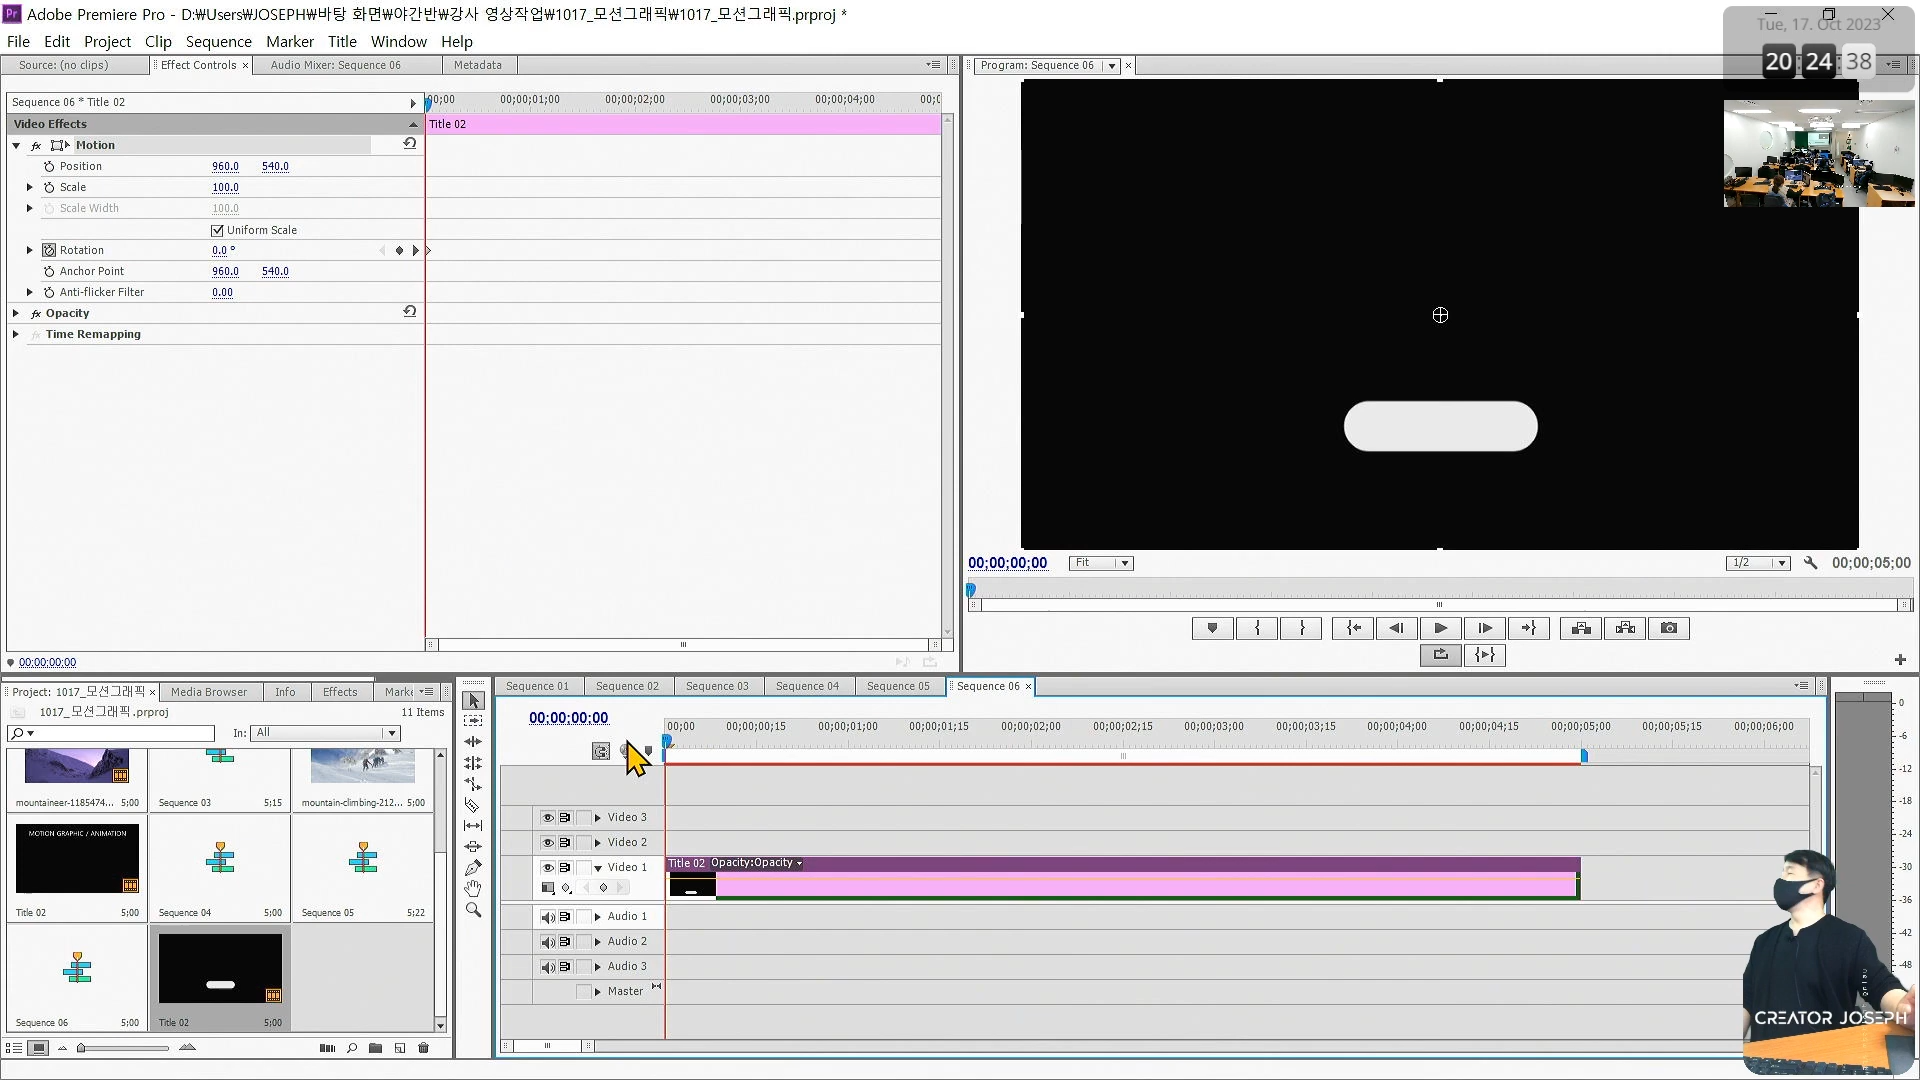 Adobe Premiere Pro - D:₩Users₩JOSEPH₩바탕 화면₩야간반₩강사 영상작업₩1017_모션그래픽₩1017_모션그래픽.prproj *
Tue, 17. Oct 2023
20 24 38
File Edit Project Clip Sequence Marker Title Window Help
Source: (no clips) Effect Controls × Audio Mixer: Sequence 06 Metadata
Program: Sequence 06 ×
Sequence 06 * Title 02
00;00 00;00;01;00 00;00;02;00 00;00;03;00 00;00;04;00 00;0
Video Effects
Title 02
fx Motion
Position 960.0 540.0
Scale 100.0
Scale Width 100.0
Uniform Scale
Rotation 0.0 °
Anchor Point 960.0 540.0
Anti-flicker Filter 0.00
fx Opacity
fx Time Remapping
00;00;00;00
00;00;00;00 Fit 1/2 00;00;05;00
Project: 1017_모션그래픽 × Media Browser Info Effects Marke
1017_모션그래픽.prproj 11 Items
In: All
mountaineer-1185474... 5;00
Sequence 03 5;15
mountain-climbing-212... 5;00
MOTION GRAPHIC / ANIMATION
Title 02 5;00
Sequence 04 5;00
Sequence 05 5;22
Sequence 06 5;00
Title 02 5;00
Sequence 01 Sequence 02 Sequence 03 Sequence 04 Sequence 05 Sequence 06 ×
00;00;00;00
00;00 00;00;00;15 00;00;01;00 00;00;01;15 00;00;02;00 00;00;02;15 00;00;03;00 00;00;03;15 00;00;04;00 00;00;04;15 00;00;05;00 00;00;05;15 00;00;06;00
Video 3
Video 2
Video 1
Title 02 Opacity:Opacity
Audio 1
Audio 2
Audio 3
Master
0
-6
-12
-18
-24
-30
-36
-42
-48
CREATOR JOSEPH